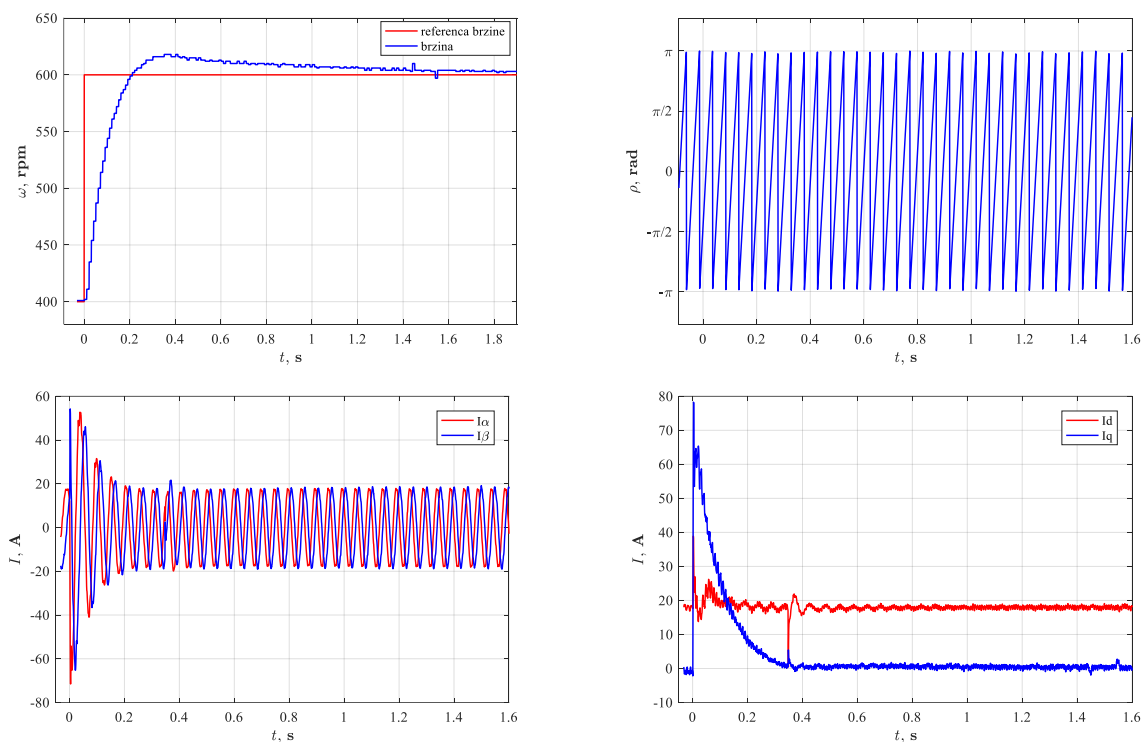 650
600
550
500
450
400
ω, rpm
0 0.2 0.4 0.6 0.8 1 1.2 1.4 1.6 1.8
t, s
referenca brzine
brzina
π
π/2
0
-π/2
-π
ρ, rad
0 0.2 0.4 0.6 0.8 1 1.2 1.4 1.6
t, s
60
40
20
0
-20
-40
-60
-80
I, A
0 0.2 0.4 0.6 0.8 1 1.2 1.4 1.6
t, s
Iα
Iβ
80
70
60
50
40
30
20
10
0
-10
I, A
0 0.2 0.4 0.6 0.8 1 1.2 1.4 1.6
t, s
Id
Iq